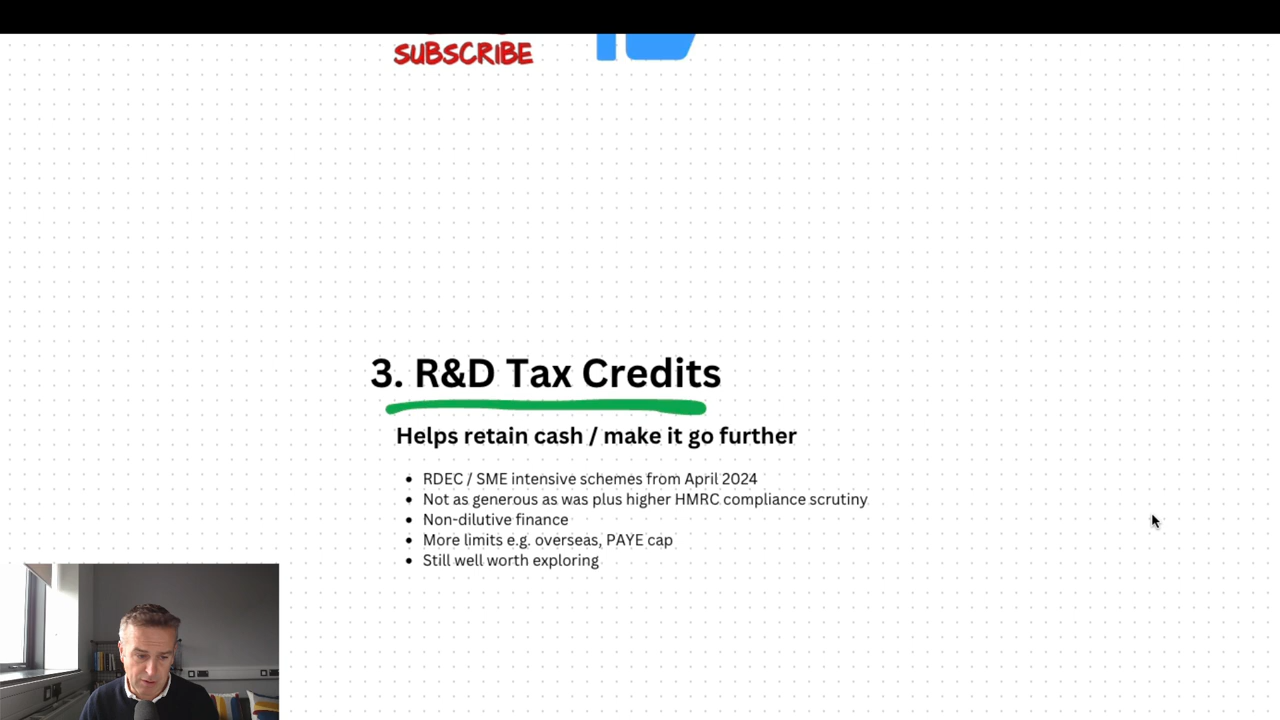 SUBSCRIBE
3. R&D Tax Credits
Helps retain cash / make it go further
• RDEC / SME intensive schemes from April 2024
• Not as generous as was plus higher HMRC compliance scrutiny
• Non-dilutive finance
• More limits e.g. overseas, PAYE cap
• Still well worth exploring